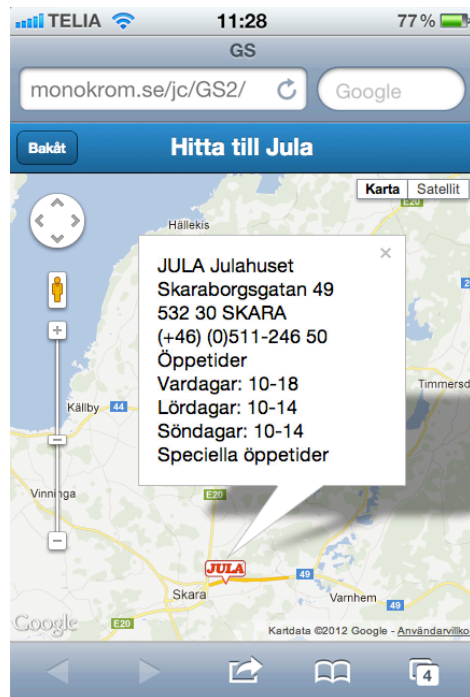 TELIA 11:28 77%
GS
monokrom.se/jc/GS2/ Google
Bakåt Hitta till Jula
Karta Satellit
E20
Hällekis
JULA Julahuset
Skaraborgsgatan 49
532 30 SKARA
(+46) (0)511-246 50
Öppetider
Vardagar: 10-18
Lördagar: 10-14
Söndagar: 10-14
Speciella öppetider
Timmersd
Källby 44
Vinninga
E20
JULA
49
Skara
Varnhem
49
Google
E20
Kartdata ©2012 Google - Användarvillko
4